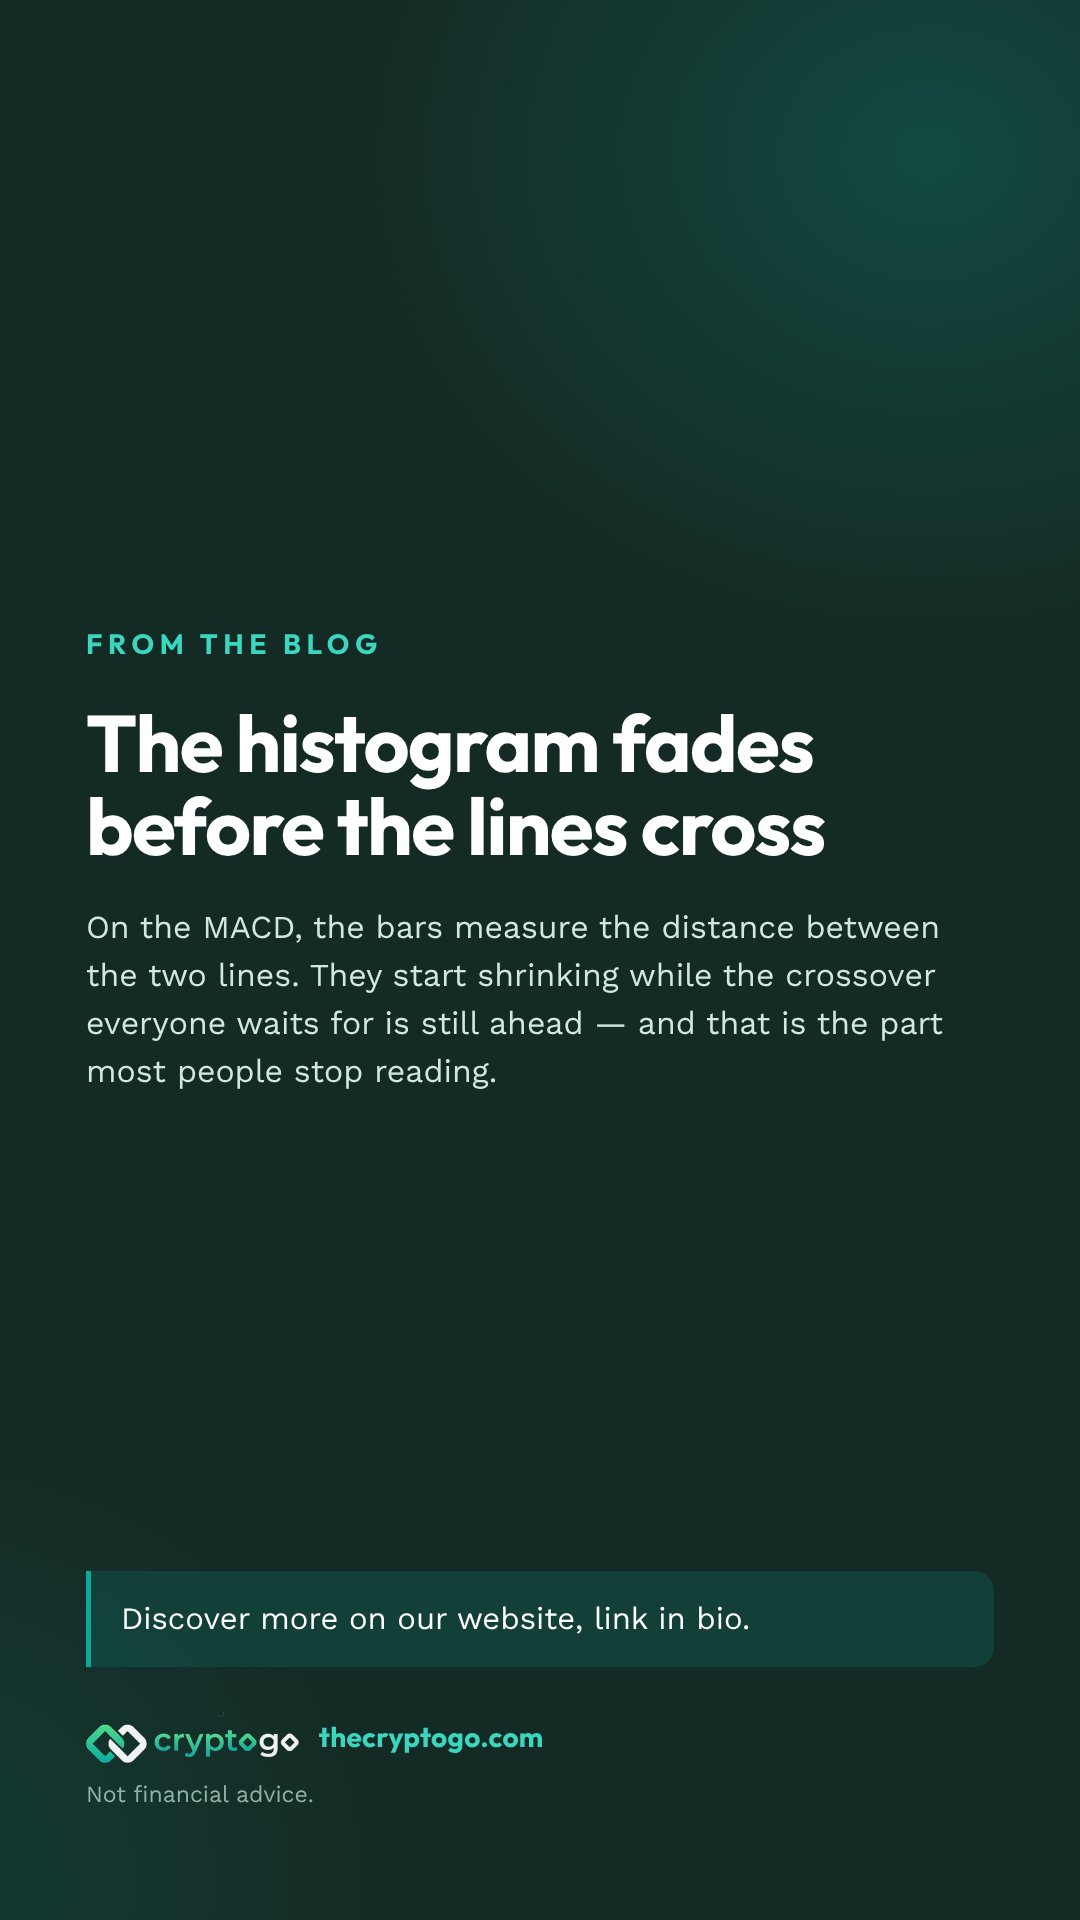 FROM THE BLOG
The histogram fades
before the lines cross
On the MACD, the bars measure the distance between
the two lines. They start shrinking while the crossover
everyone waits for is still ahead — and that is the part
most people stop reading.
Discover more on our website, link in bio.
cryptogo thecryptogo.com
Not financial advice.